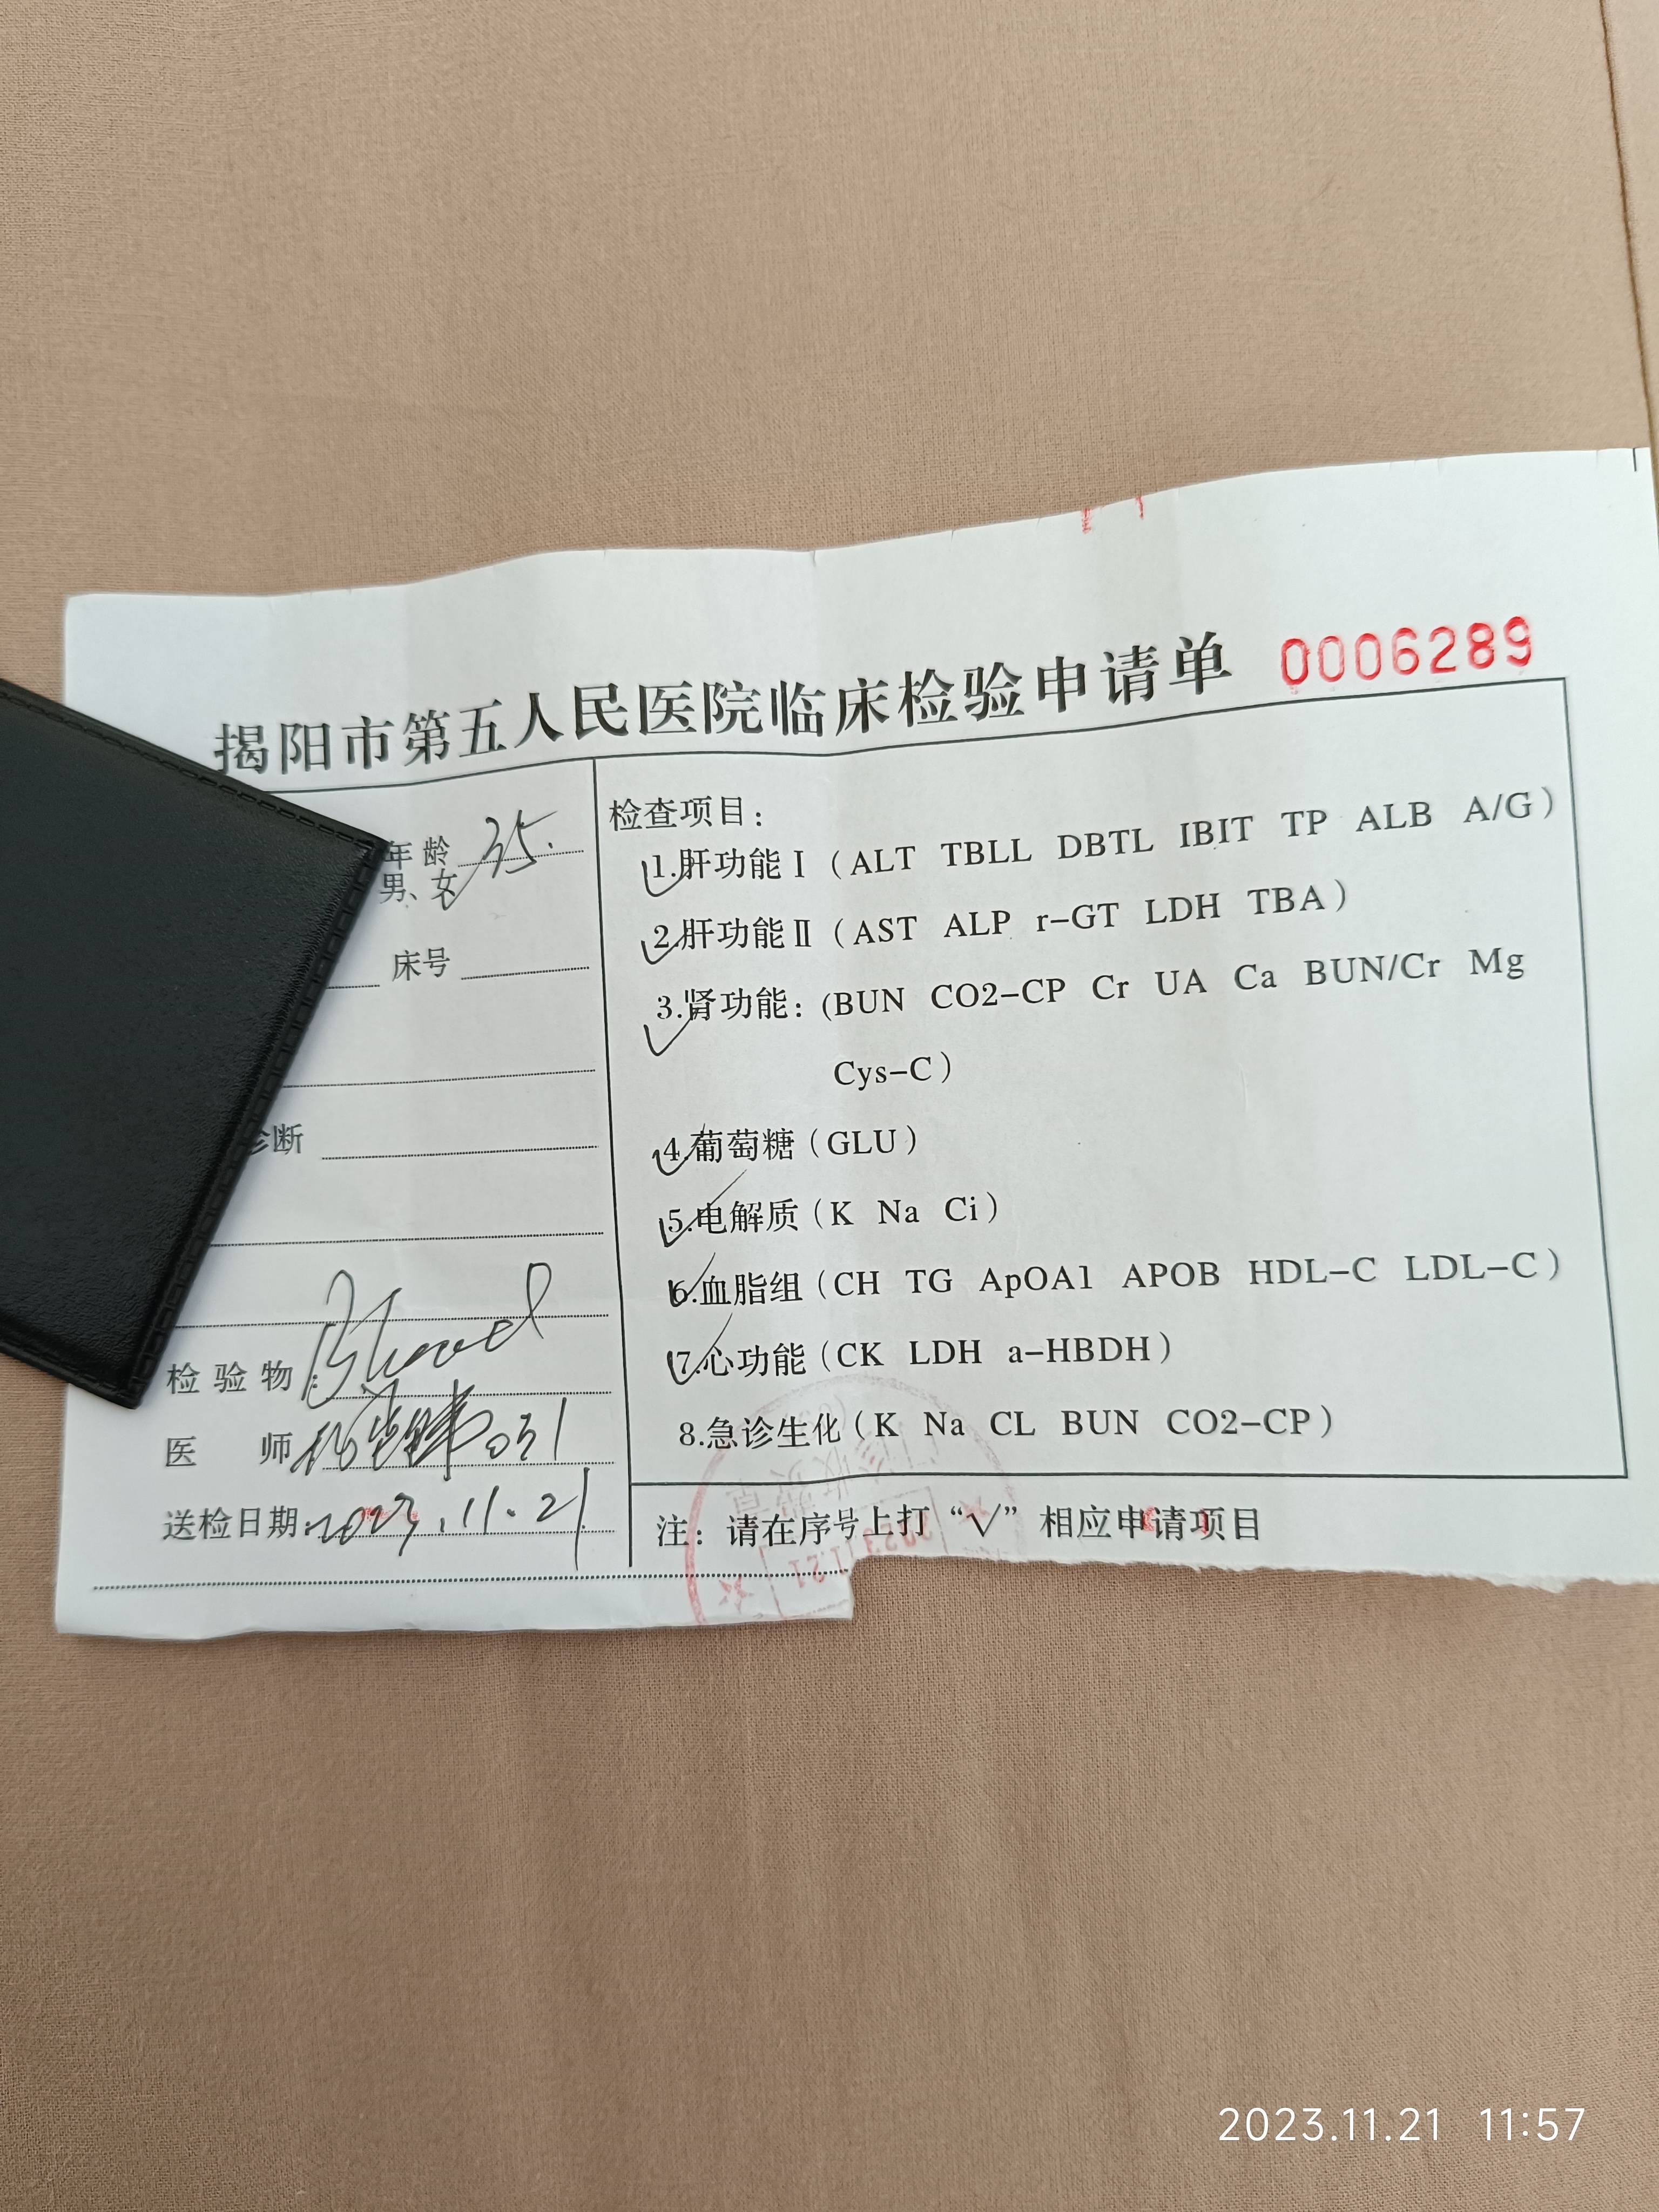 揭阳市第五人民医院临床检验申请单 0006289
年龄 35.
男、女
床号
诊断
检验物: Blood
医 师
送检日期: 2023.11.21
检查项目:
1.肝功能Ⅰ(ALT TBLL DBTL IBIT TP ALB A/G)
2.肝功能Ⅱ(AST ALP r-GT LDH TBA)
3.肾功能:(BUN CO2-CP Cr UA Ca BUN/Cr Mg
Cys-C)
4.葡萄糖(GLU)
5.电解质(K Na Ci)
6.血脂组(CH TG ApOA1 APOB HDL-C LDL-C)
7.心功能(CK LDH a-HBDH)
8.急诊生化(K Na CL BUN CO2-CP)
注:请在序号上打“√”相应申请项目
2023.11.21 11:57